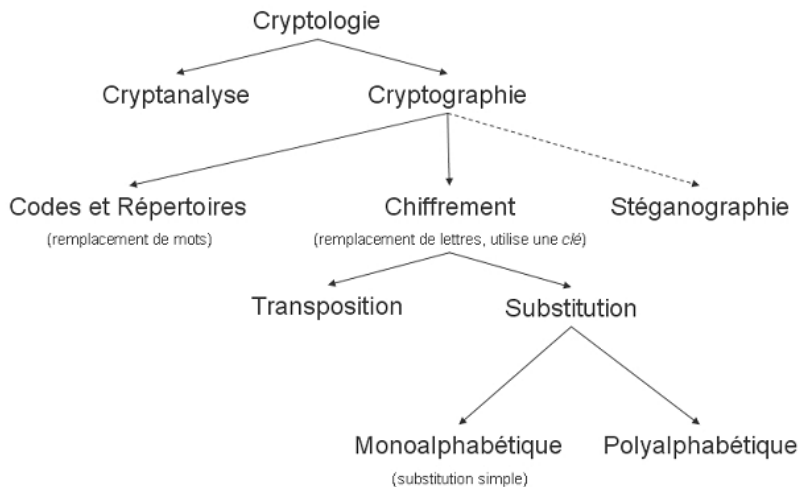 Cryptologie
Cryptanalyse Cryptographie
Codes et Répertoires Chiffrement Stéganographie
(remplacement de mots) (remplacement de lettres, utilise une clé)
Transposition Substitution
Monoalphabétique Polyalphabétique
(substitution simple)